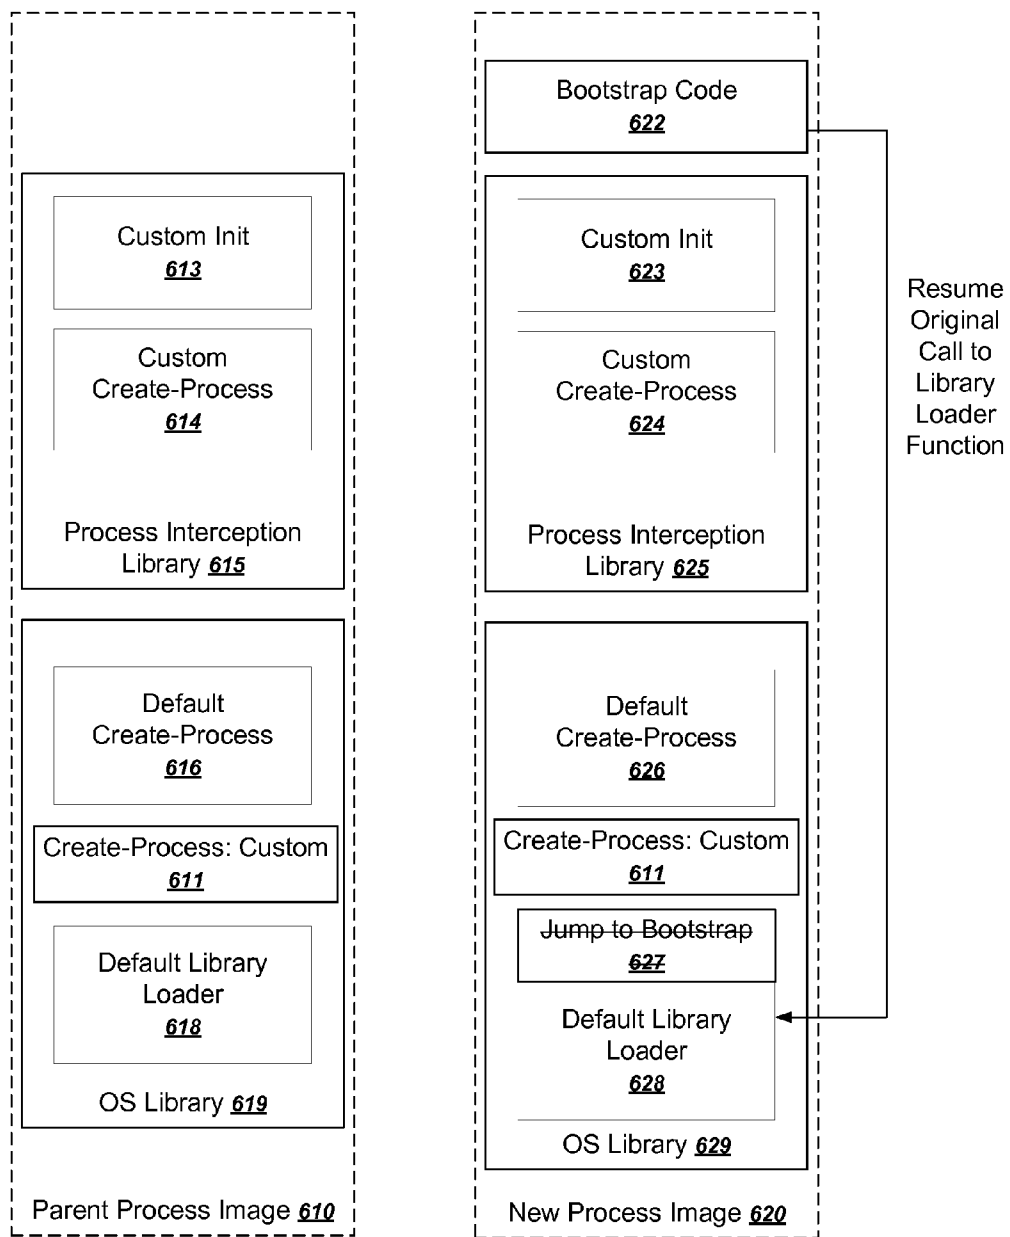 Custom Init
613
Custom
Create-Process
614
Process Interception
Library 615
Default
Create-Process
616
Create-Process: Custom
611
Default Library
Loader
618
OS Library 619
Parent Process Image 610
Bootstrap Code
622
Custom Init
623
Custom
Create-Process
624
Process Interception
Library 625
Default
Create-Process
626
Create-Process: Custom
611
Jump to Bootstrap
627
Default Library
Loader
628
OS Library 629
New Process Image 620
Resume
Original
Call to
Library
Loader
Function